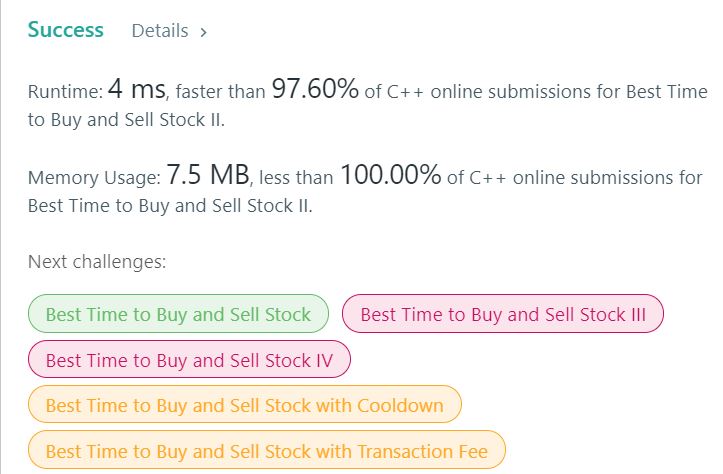 Success Details >
Runtime: 4 ms, faster than 97.60% of C++ online submissions for Best Time
to Buy and Sell Stock II.
Memory Usage: 7.5 MB, less than 100.00% of C++ online submissions for
Best Time to Buy and Sell Stock II.
Next challenges:
Best Time to Buy and Sell Stock Best Time to Buy and Sell Stock III
Best Time to Buy and Sell Stock IV
Best Time to Buy and Sell Stock with Cooldown
Best Time to Buy and Sell Stock with Transaction Fee